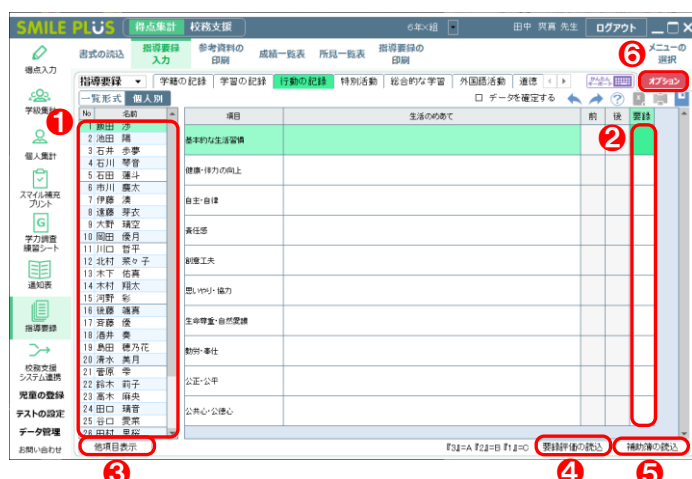 SMILE PLUS 得点集計 校務支援 6年×組 田中 爽真 先生 ログアウト
書式の読込 指導要録入力 参考資料の印刷 成績一覧表 所見一覧表 指導要録の印刷 メニューの選択
6
指導要録 学籍の記録 学習の記録 行動の記録 特別活動 総合的な学習 外国語活動 道徳 オプション
一覧形式 個人別 データを確定する
得点入力
学級集計
個人集計
スマイル補充プリント
学力調査練習シート
通知表
指導要録
校務支援システム連携
児童の登録
テストの設定
データ管理
お問い合わせ
1
No 名前
1 飯田 渉
2 池田 陽
3 石井 歩夢
4 石川 琴音
5 石田 蓮斗
6 市川 慶太
7 伊藤 湊
8 遠藤 芽衣
9 大野 晴空
10 岡田 優月
11 川口 哲平
12 北村 菜々子
13 木下 佑真
14 木村 翔太
15 河野 彩
16 後藤 颯真
17 斉藤 優
18 酒井 奏
19 島田 穂乃花
20 清水 美月
21 菅原 雫
22 鈴木 莉子
23 高木 麻央
24 田口 晴音
25 谷口 愛菜
26 田村 里桜
項目 生活のめあて 前 後 要録
2
基本的な生活習慣
健康・体力の向上
自主・自律
責任感
創意工夫
思いやり・協力
生命尊重・自然愛護
勤労・奉仕
公正・公平
公共心・公徳心
他項目表示 『3』=A 『2』=B 『1』=○ 要録評価の読込 補助簿の読込
3 4 5